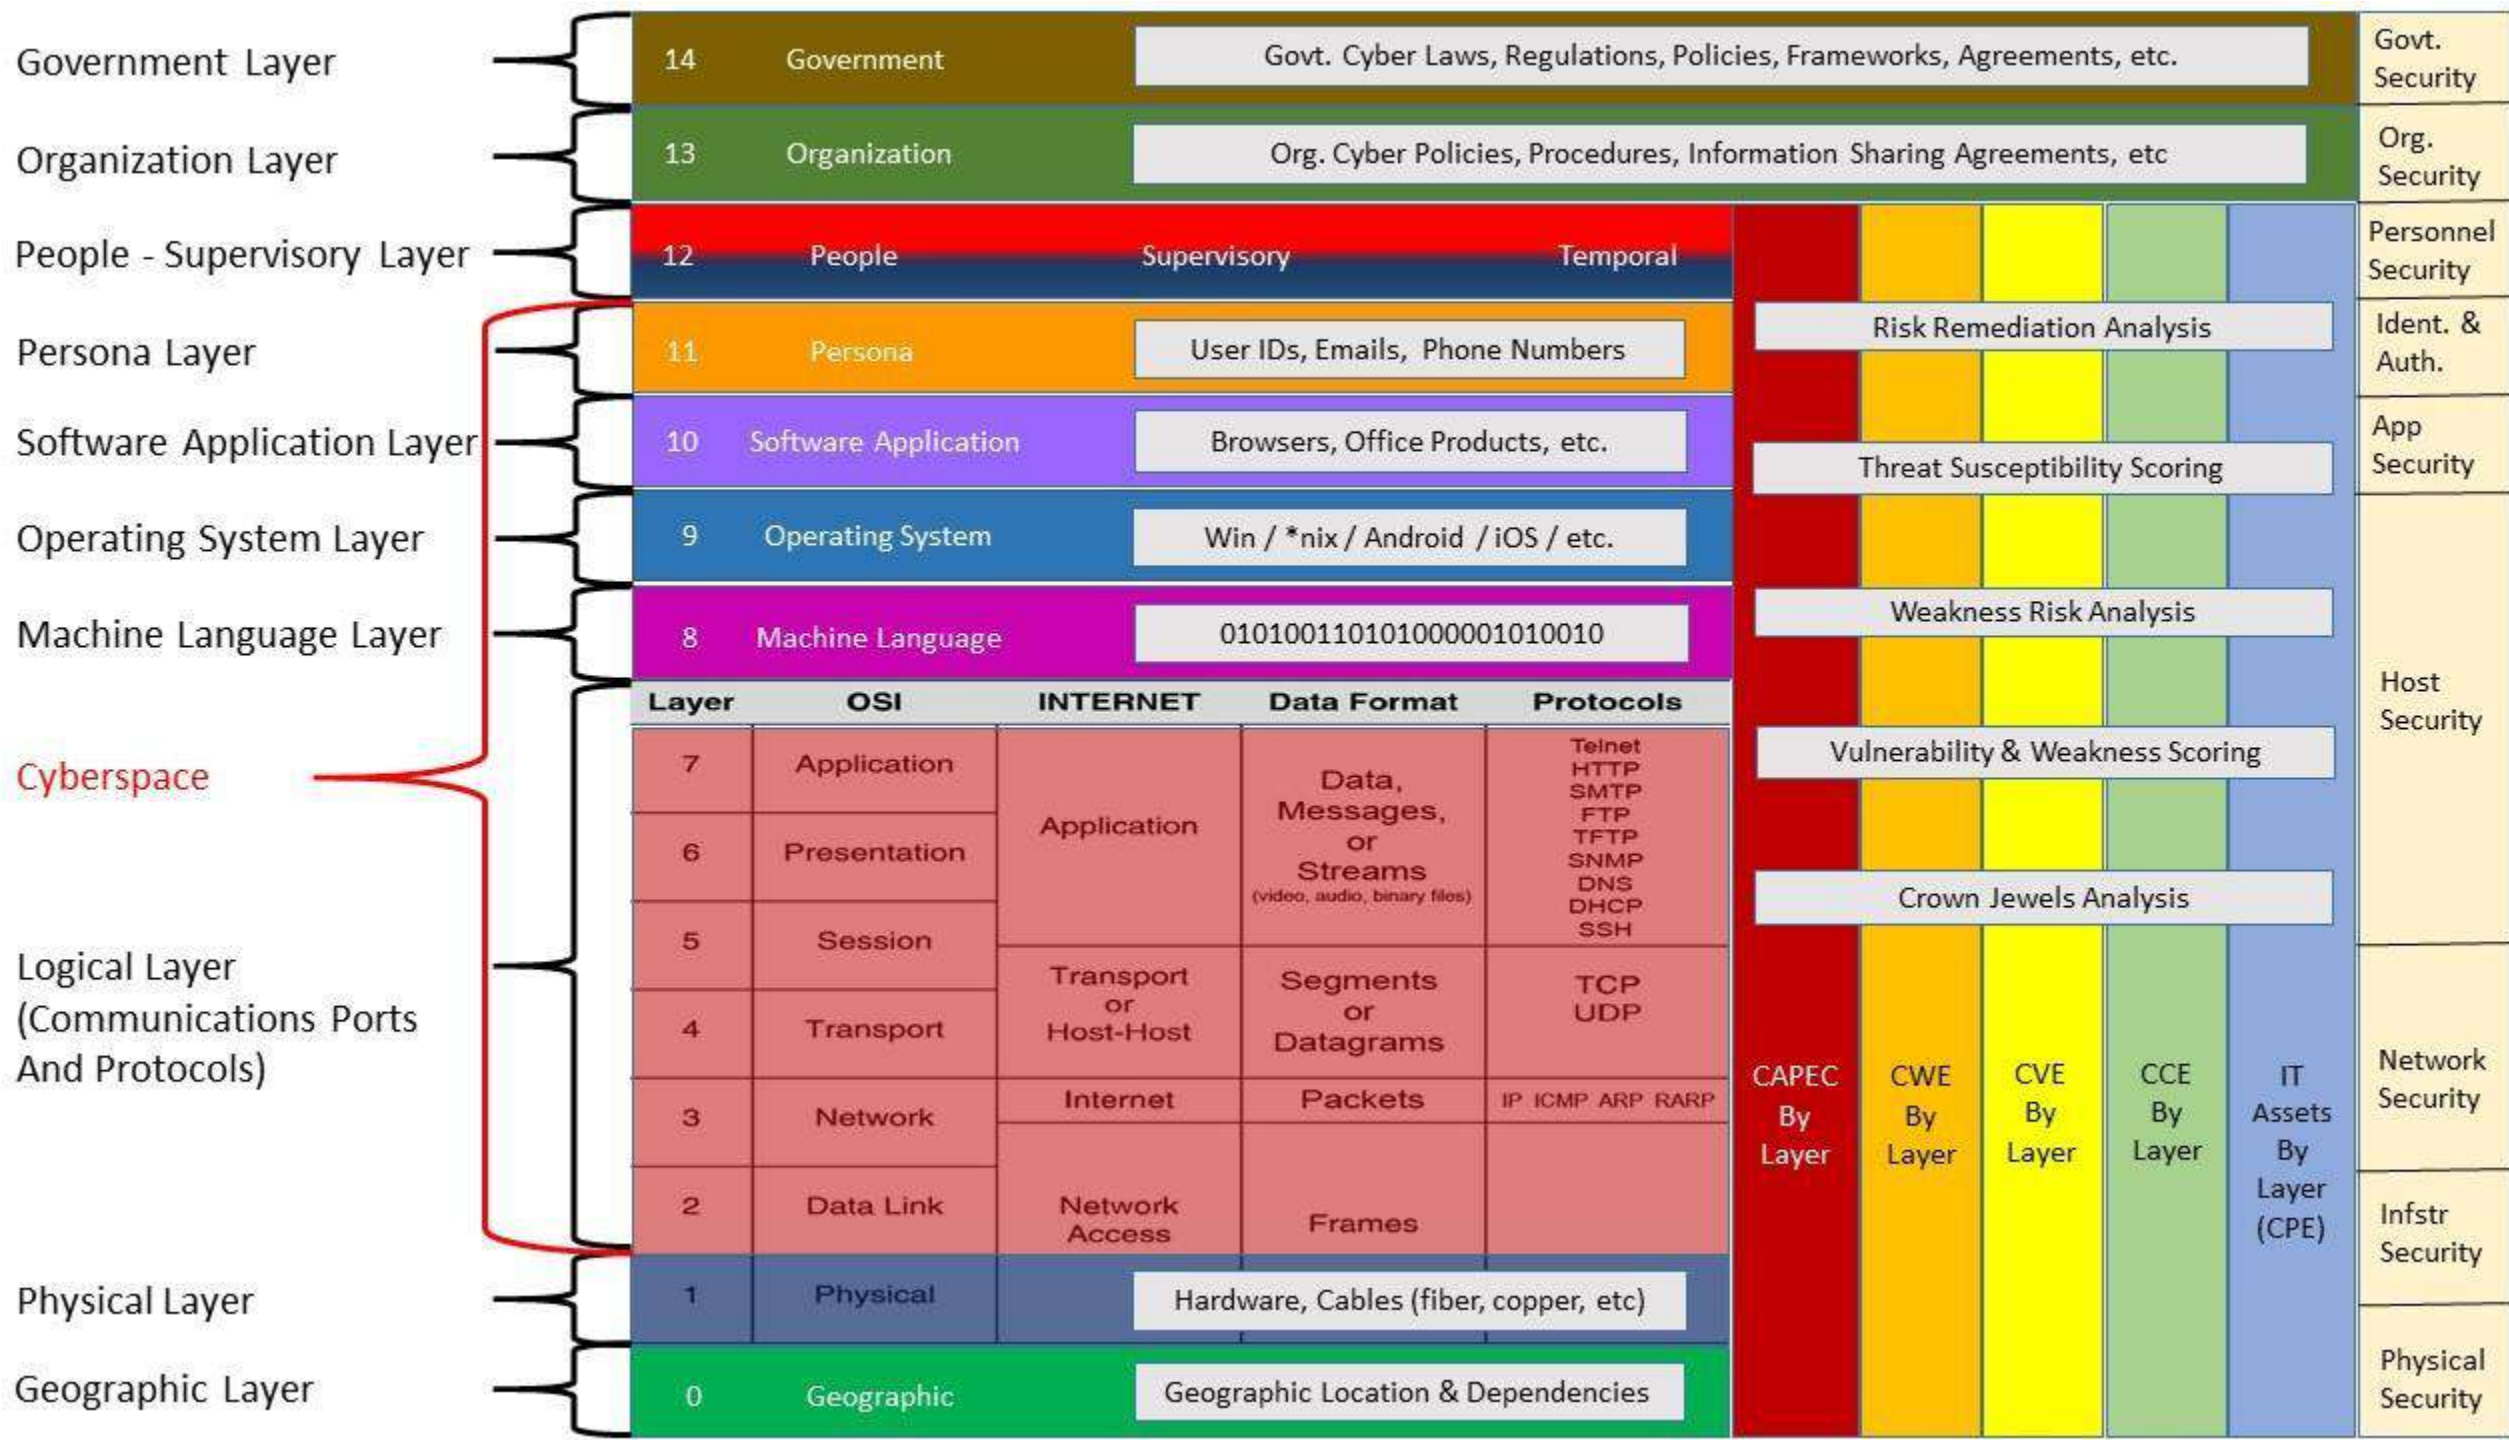 Government Layer
14 Government Govt. Cyber Laws, Regulations, Policies, Frameworks, Agreements, etc.
Govt.
Security
Organization Layer
13 Organization Org. Cyber Policies, Procedures, Information Sharing Agreements, etc
Org.
Security
People - Supervisory Layer
12 People Supervisory Temporal
Personnel
Security
Persona Layer
11 Persona User IDs, Emails, Phone Numbers
Risk Remediation Analysis
Ident. &
Auth.
Software Application Layer
10 Software Application Browsers, Office Products, etc.
Threat Susceptibility Scoring
App
Security
Operating System Layer
9 Operating System Win / *nix / Android / iOS / etc.
Machine Language Layer
8 Machine Language 010100110101000001010010
Weakness Risk Analysis
Host
Security
Layer OSI INTERNET Data Format Protocols
Cyberspace
7 Application
6 Presentation
5 Session
4 Transport
3 Network
2 Data Link
1 Physical
Application
Transport
or
Host-Host
Internet
Network
Access
Data,
Messages,
or
Streams
(video, audio, binary files)
Segments
or
Datagrams
Packets
Frames
Telnet
HTTP
SMTP
FTP
TFTP
SNMP
DNS
DHCP
SSH
TCP
UDP
IP ICMP ARP RARP
Vulnerability & Weakness Scoring
Crown Jewels Analysis
Logical Layer
(Communications Ports
And Protocols)
CAPEC
By
Layer
CWE
By
Layer
CVE
By
Layer
CCE
By
Layer
IT
Assets
By
Layer
(CPE)
Network
Security
Infstr
Security
Physical Layer
Hardware, Cables (fiber, copper, etc)
Physical
Security
Geographic Layer
0 Geographic Geographic Location & Dependencies